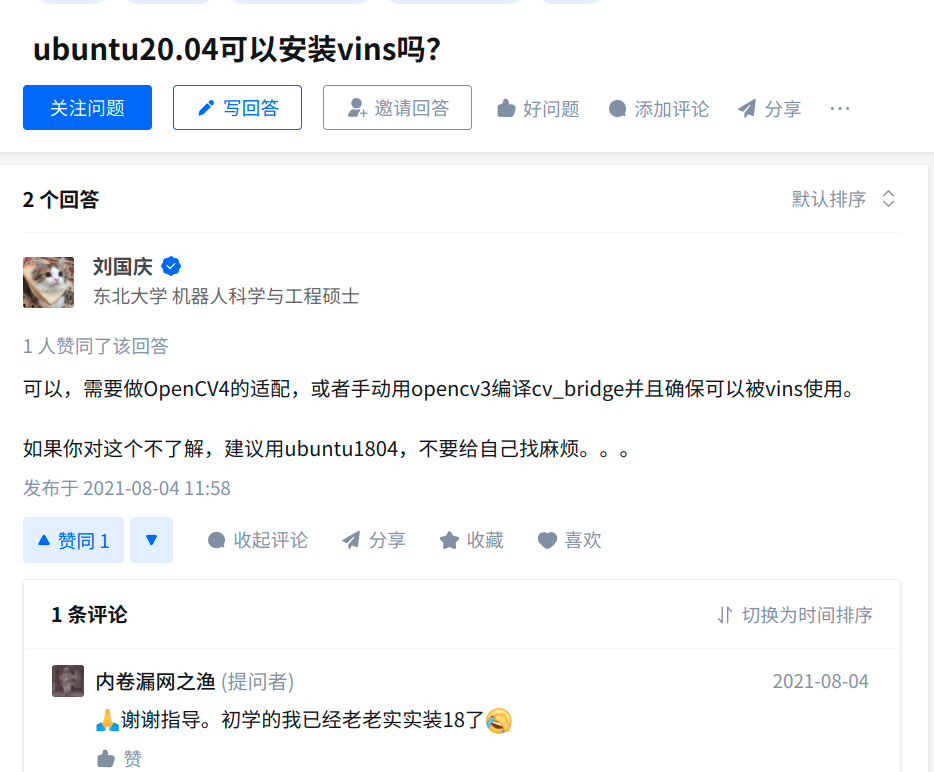 ubuntu20.04可以安装vins吗?
关注问题
写回答
邀请回答
好问题
添加评论
分享
2 个回答
默认排序
刘国庆
东北大学 机器人科学与工程硕士
1 人赞同了该回答
可以，需要做OpenCV4的适配，或者手动用opencv3编译cv_bridge并且确保可以被vins使用。
如果你对这个不了解，建议用ubuntu1804，不要给自己找麻烦。。。
发布于 2021-08-04 11:58
赞同 1
收起评论
分享
收藏
喜欢
1 条评论
切换为时间排序
内卷漏网之渔 (提问者)
2021-08-04
🙏谢谢指导。初学的我已经老老实实装18了🤣
赞